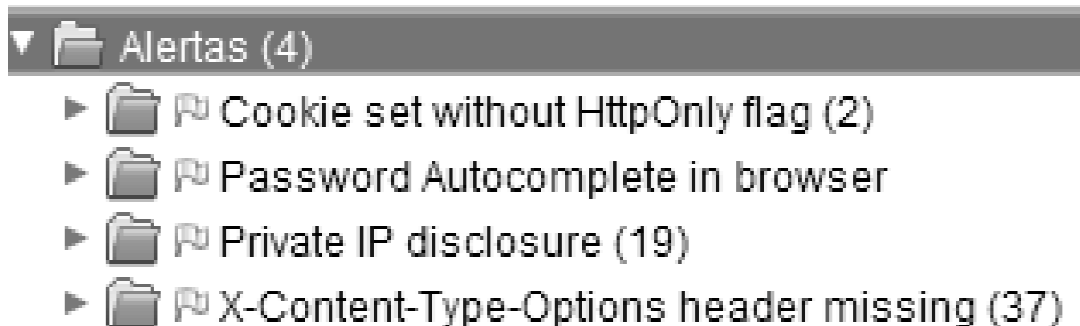 Alertas (4)
Cookie set without HttpOnly flag (2)
Password Autocomplete in browser
Private IP disclosure (19)
X-Content-Type-Options header missing (37)